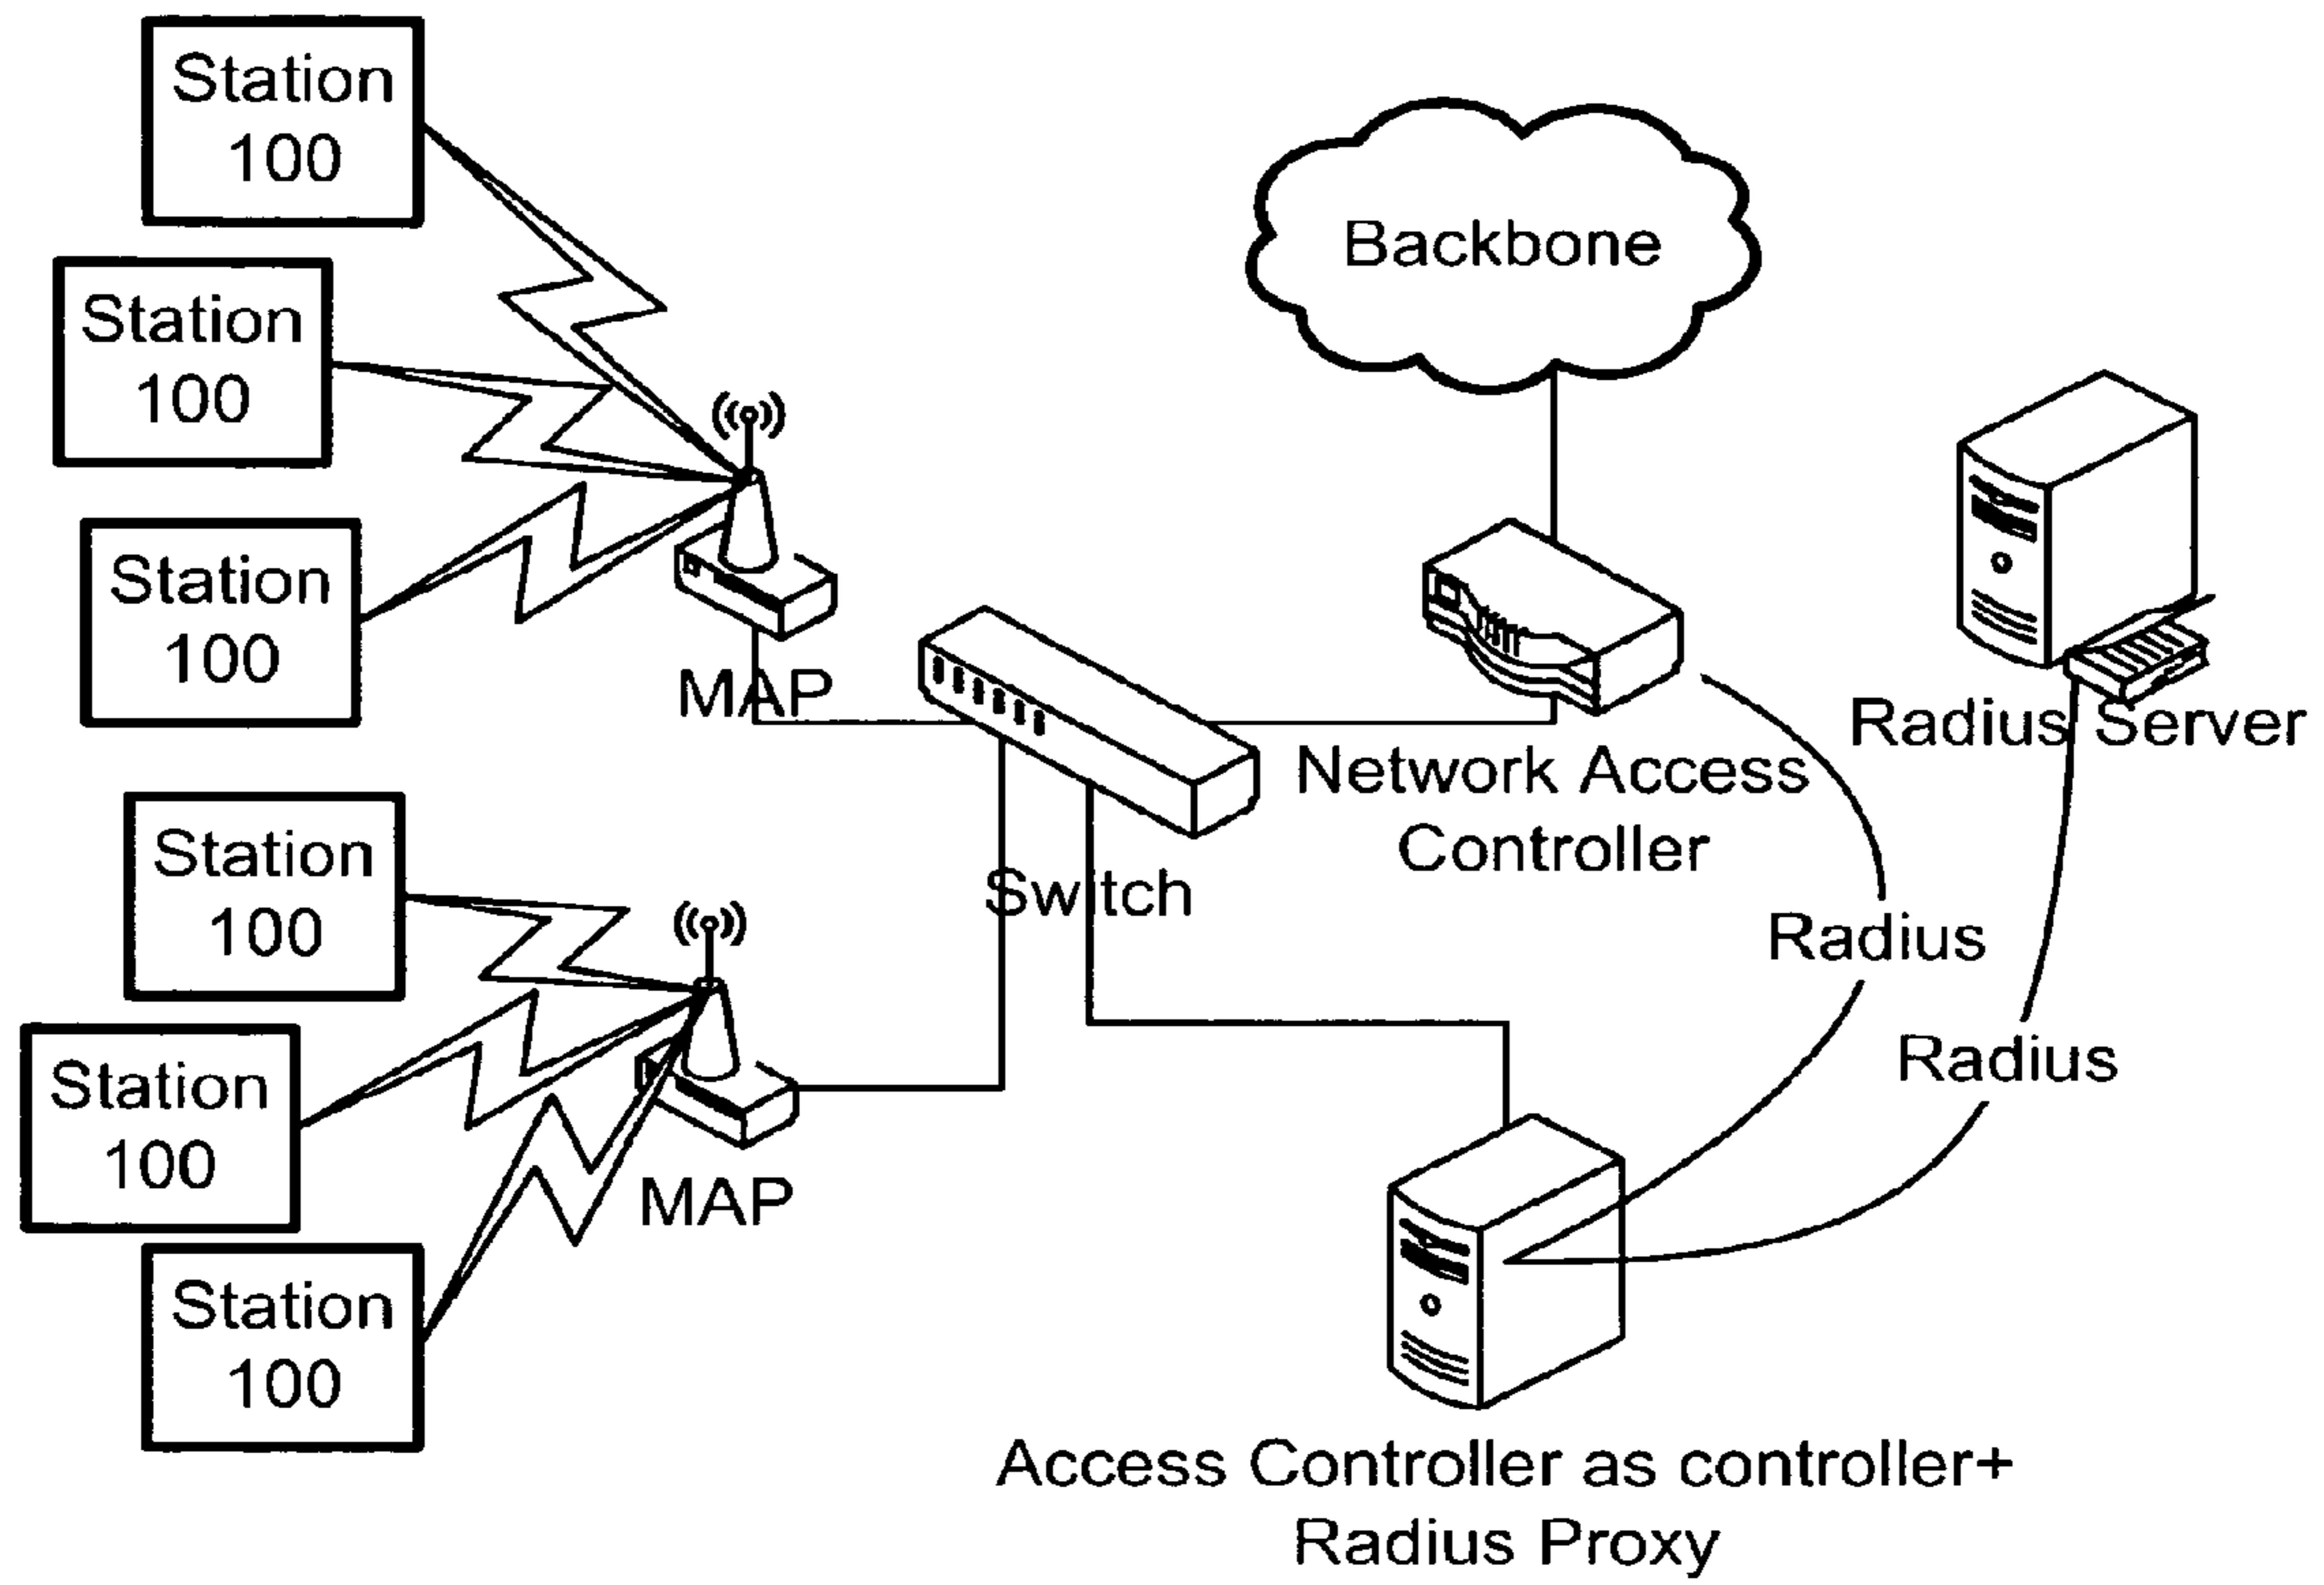 Station
100
Station
100
Station
100
MAP
Backbone
Radius Server
Network Access
Controller
Switch
Station
100
Station
100
Station
100
MAP
Radius
Radius
Access Controller as controller+
Radius Proxy